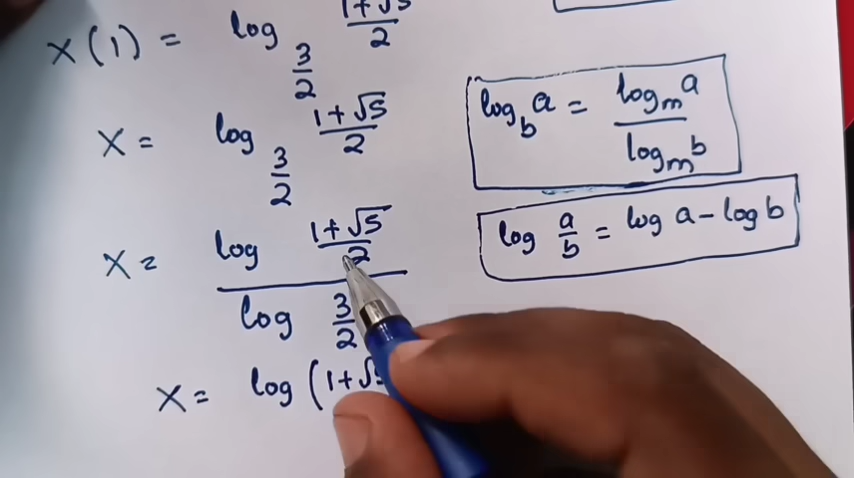 x(1) = log_{3/2} (1+√5)/2
x = log_{3/2} (1+√5)/2
x = (log (1+√5)/2)/(log 3/2)
x = log (1+√5
log_b a = (log_m a)/(log_m b)
log a/b = log a - log b